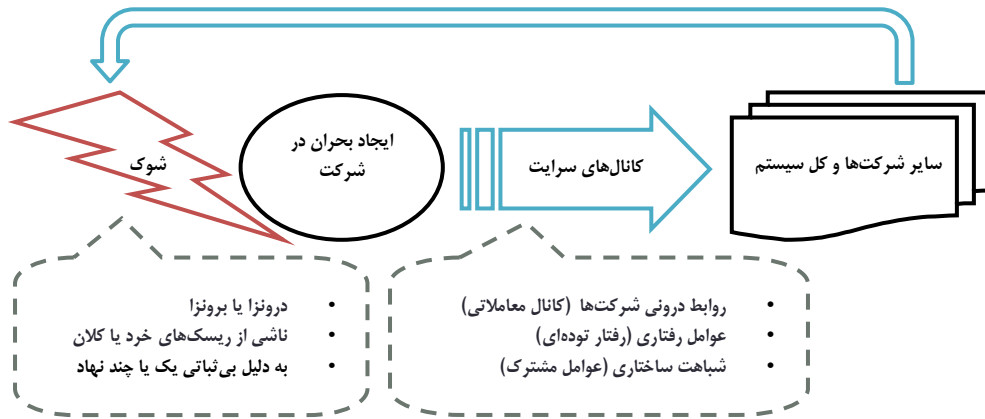 شوک
ایجاد بحران در
شرکت
کانال‌های سرایت
سایر شرکت‌ها و کل سیستم
• درونزا یا برونزا
• ناشی از ریسک‌های خرد یا کلان
• به دلیل بی‌ثباتی یک یا چند نهاد
• روابط درونی شرکت‌ها (کانال معاملاتی)
• عوامل رفتاری (رفتار توده‌ای)
• شباهت ساختاری (عوامل مشترک)